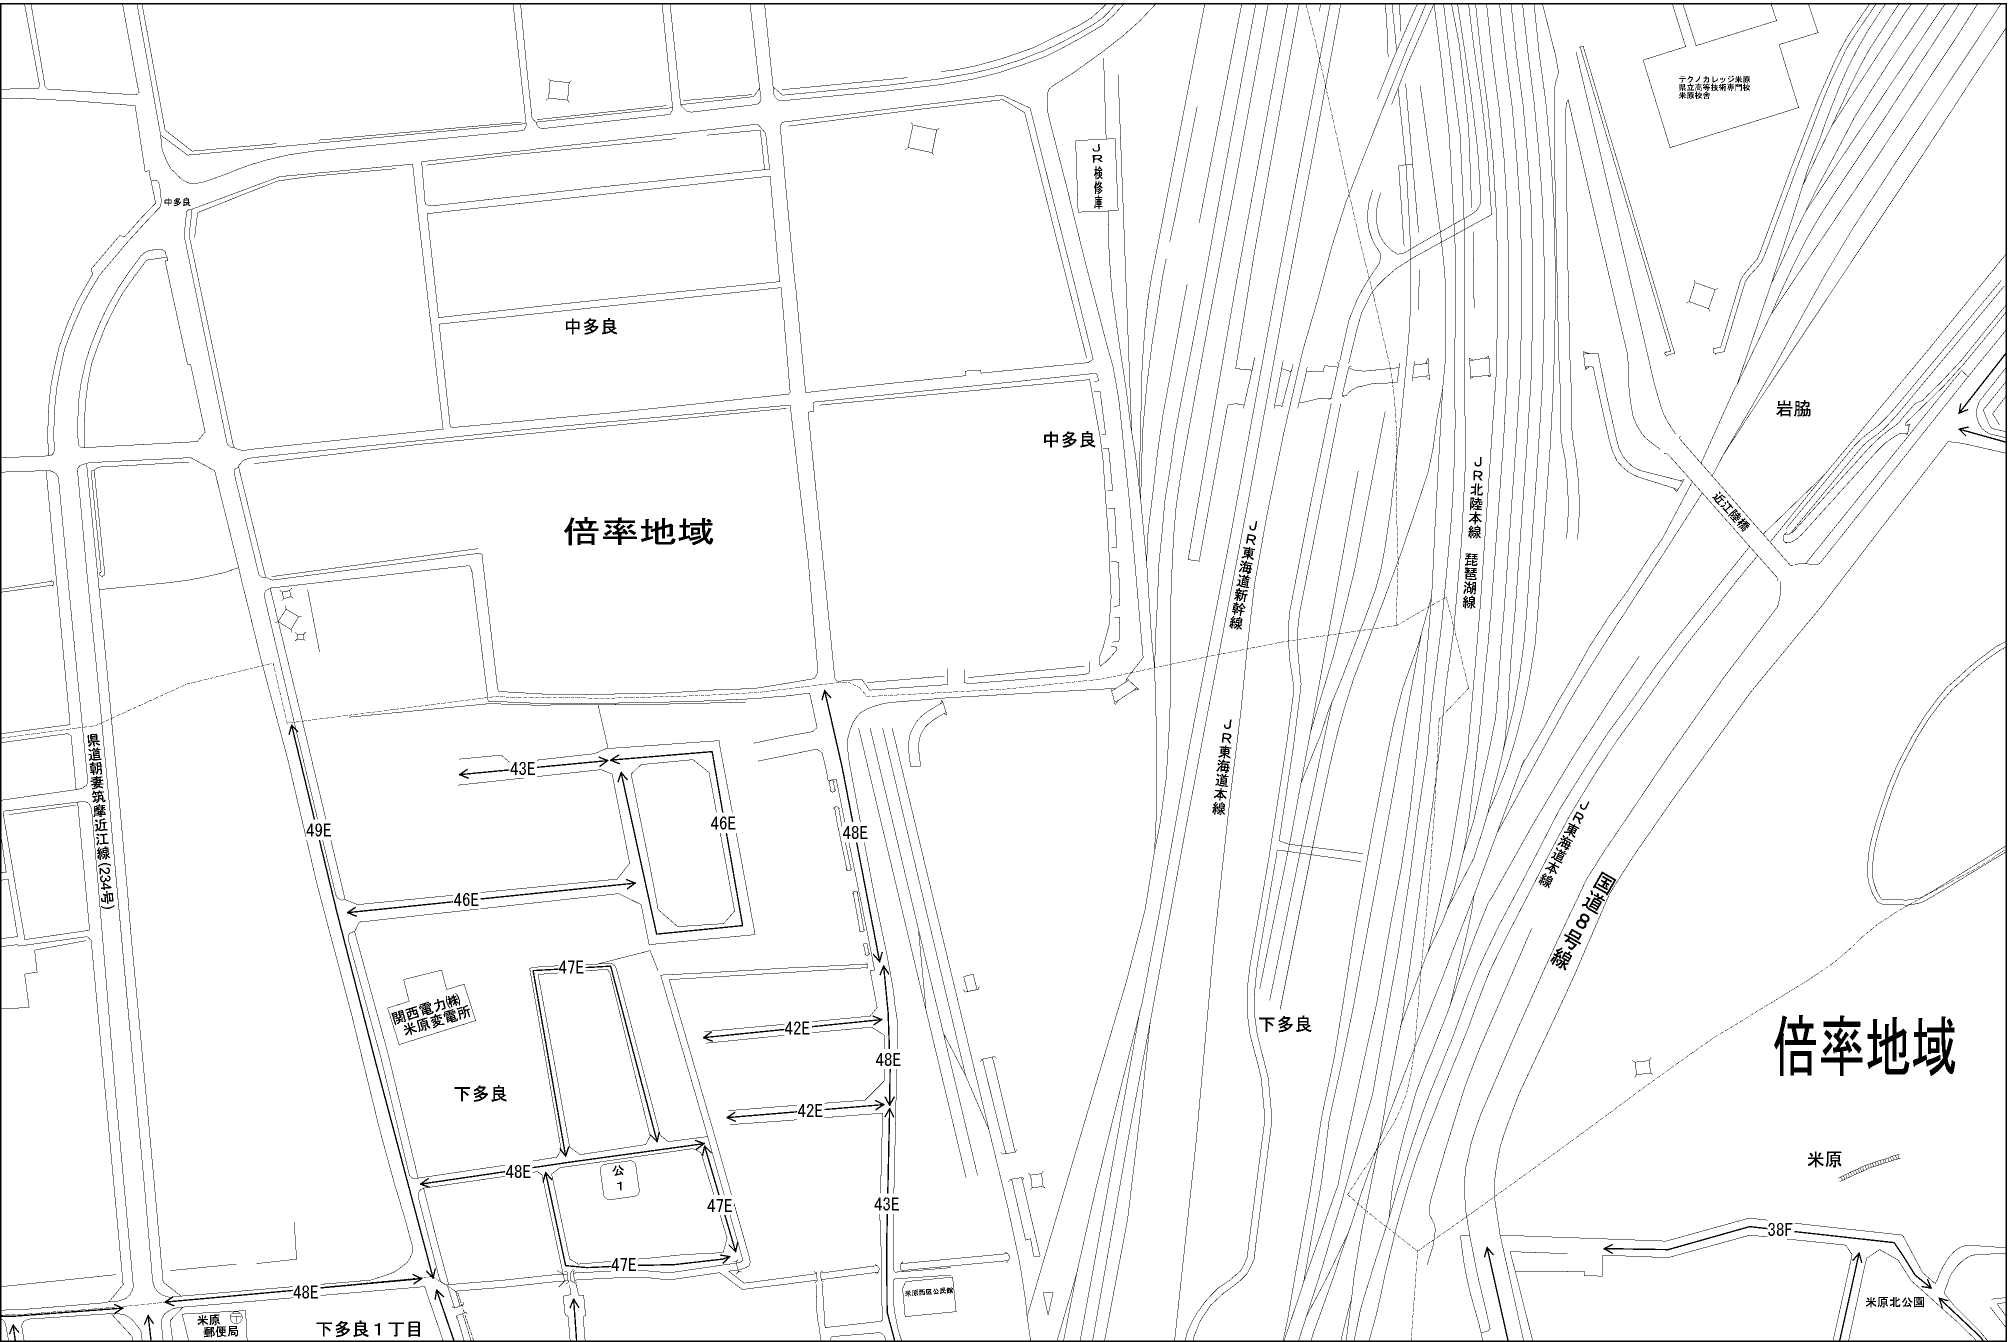 テクノカレッジ米原
県立高等技術専門校
米原校舎
JR検修庫
中多良
中多良
岩脇
中多良
近江陸橋
倍率地域
JR北陸本線 琵琶湖線
JR東海道新幹線
県道朝妻筑摩近江線(234号)
JR東海道本線
43E
46E
49E
48E
JR東海道本線
国道8号線
46E
47E
関西電力㈱
米原変電所
下多良
42E
倍率地域
48E
下多良
42E
公
1
48E
米原
47E
43E
38F
47E
48E
米原西区公民館
米原北公園
米原
郵便局
下多良1丁目